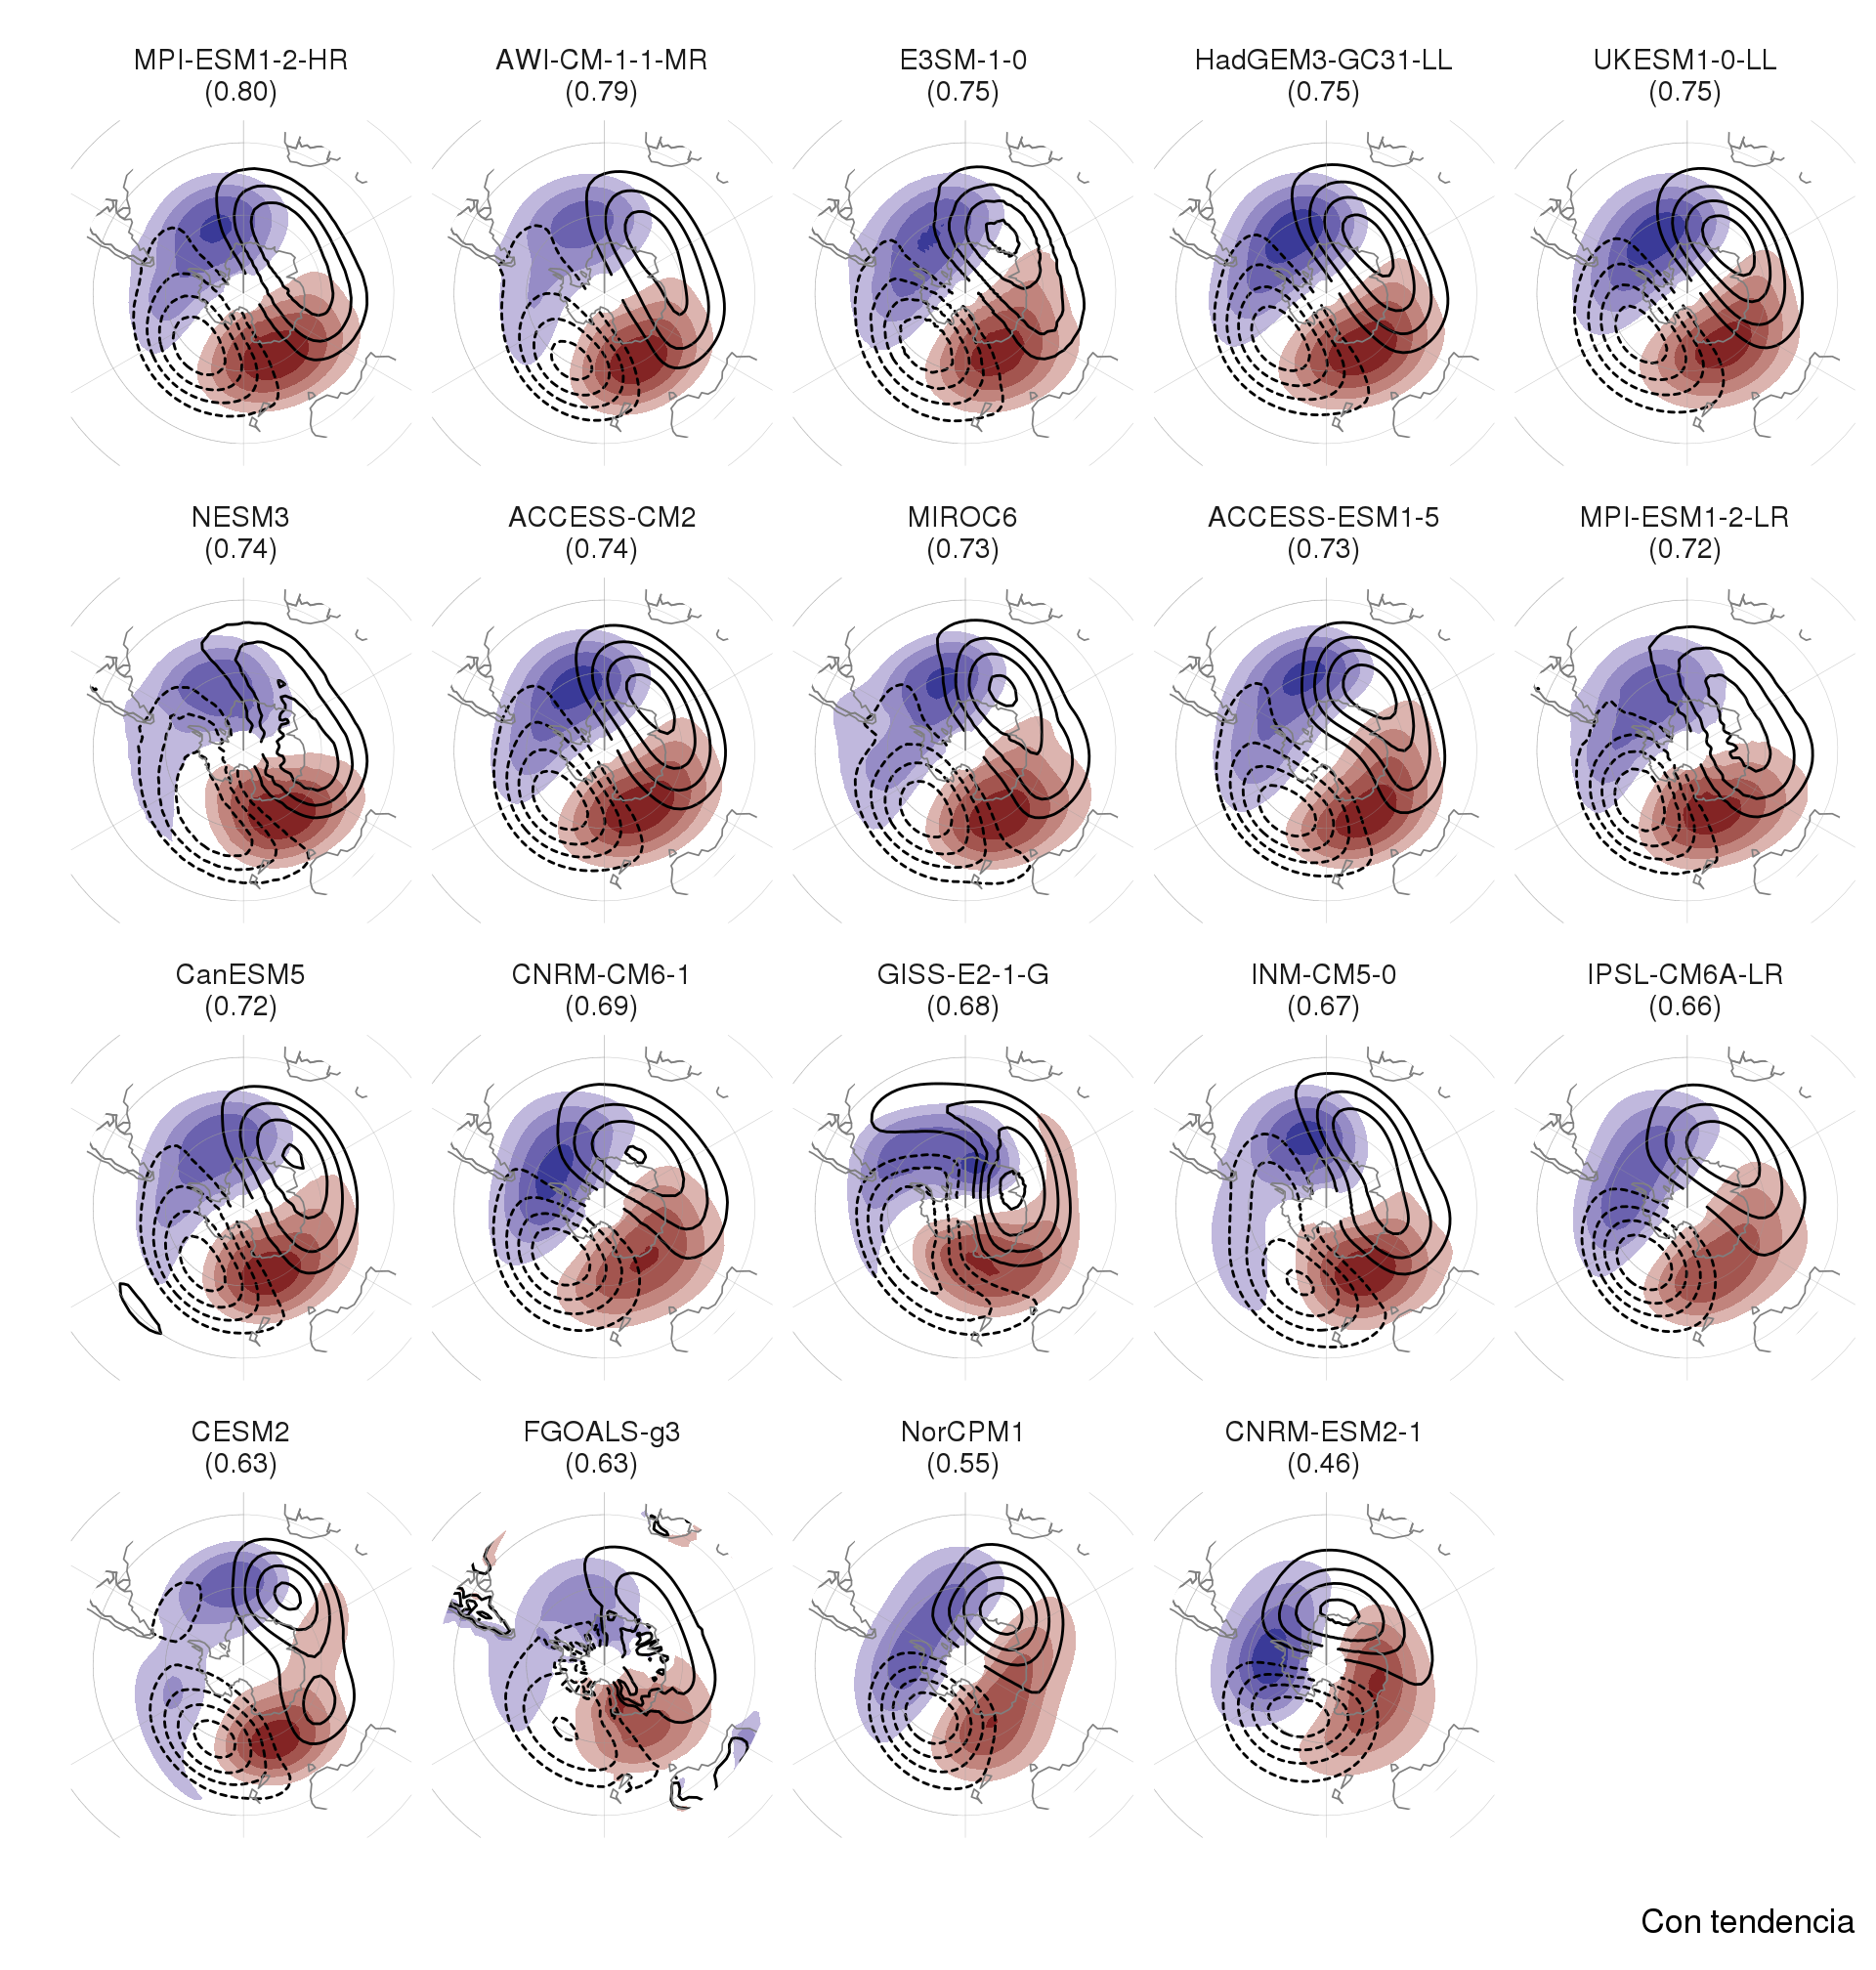 MPI-ESM1-2-HR
(0.80)
AWI-CM-1-1-MR
(0.79)
E3SM-1-0
(0.75)
HadGEM3-GC31-LL
(0.75)
UKESM1-0-LL
(0.75)
NESM3
(0.74)
ACCESS-CM2
(0.74)
MIROC6
(0.73)
ACCESS-ESM1-5
(0.73)
MPI-ESM1-2-LR
(0.72)
CanESM5
(0.72)
CNRM-CM6-1
(0.69)
GISS-E2-1-G
(0.68)
INM-CM5-0
(0.67)
IPSL-CM6A-LR
(0.66)
CESM2
(0.63)
FGOALS-g3
(0.63)
NorCPM1
(0.55)
CNRM-ESM2-1
(0.46)
Con tendencia